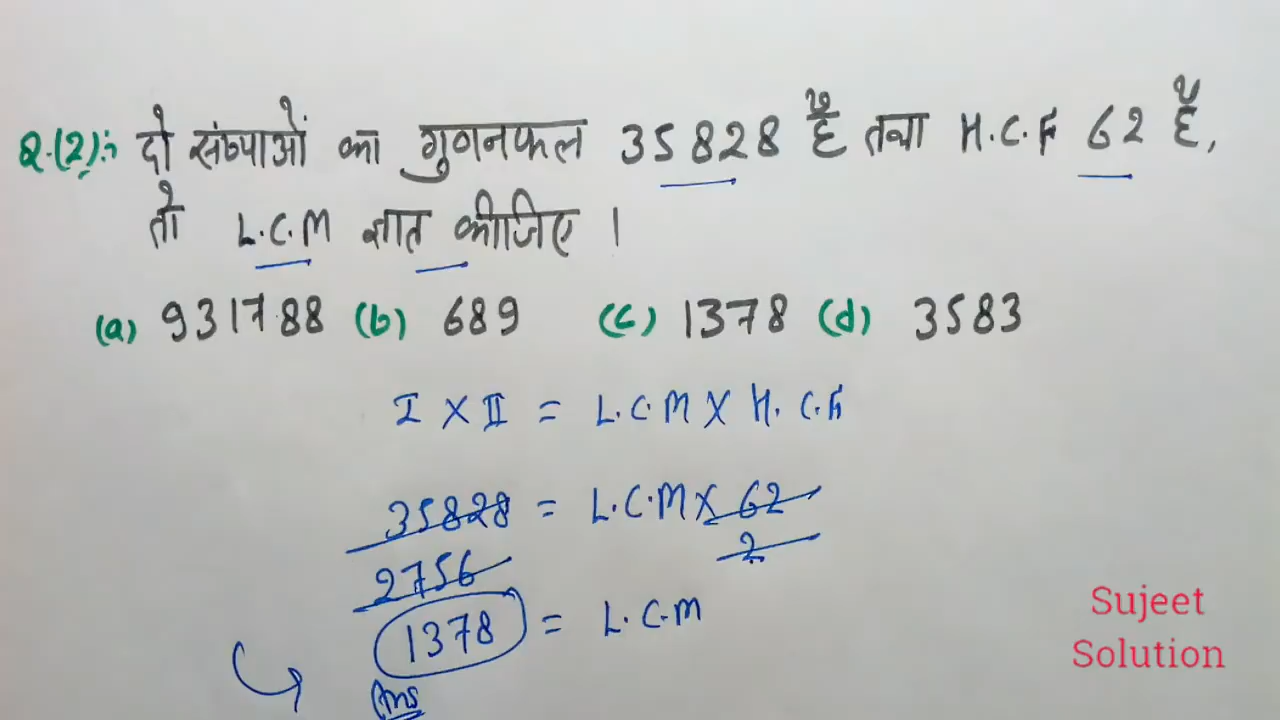 Q.(2):- दो संख्याओं का गुणनफल 35828 है तथा H.C.F 62 है,
तो L.C.M ज्ञात कीजिए ।
(a) 931788 (b) 689 (c) 1378 (d) 3583
I X II = L.C.M X H.C.F
35828 = L.C.M X 62
2756 2
1378 = L.C.M
Ans
Sujeet
Solution